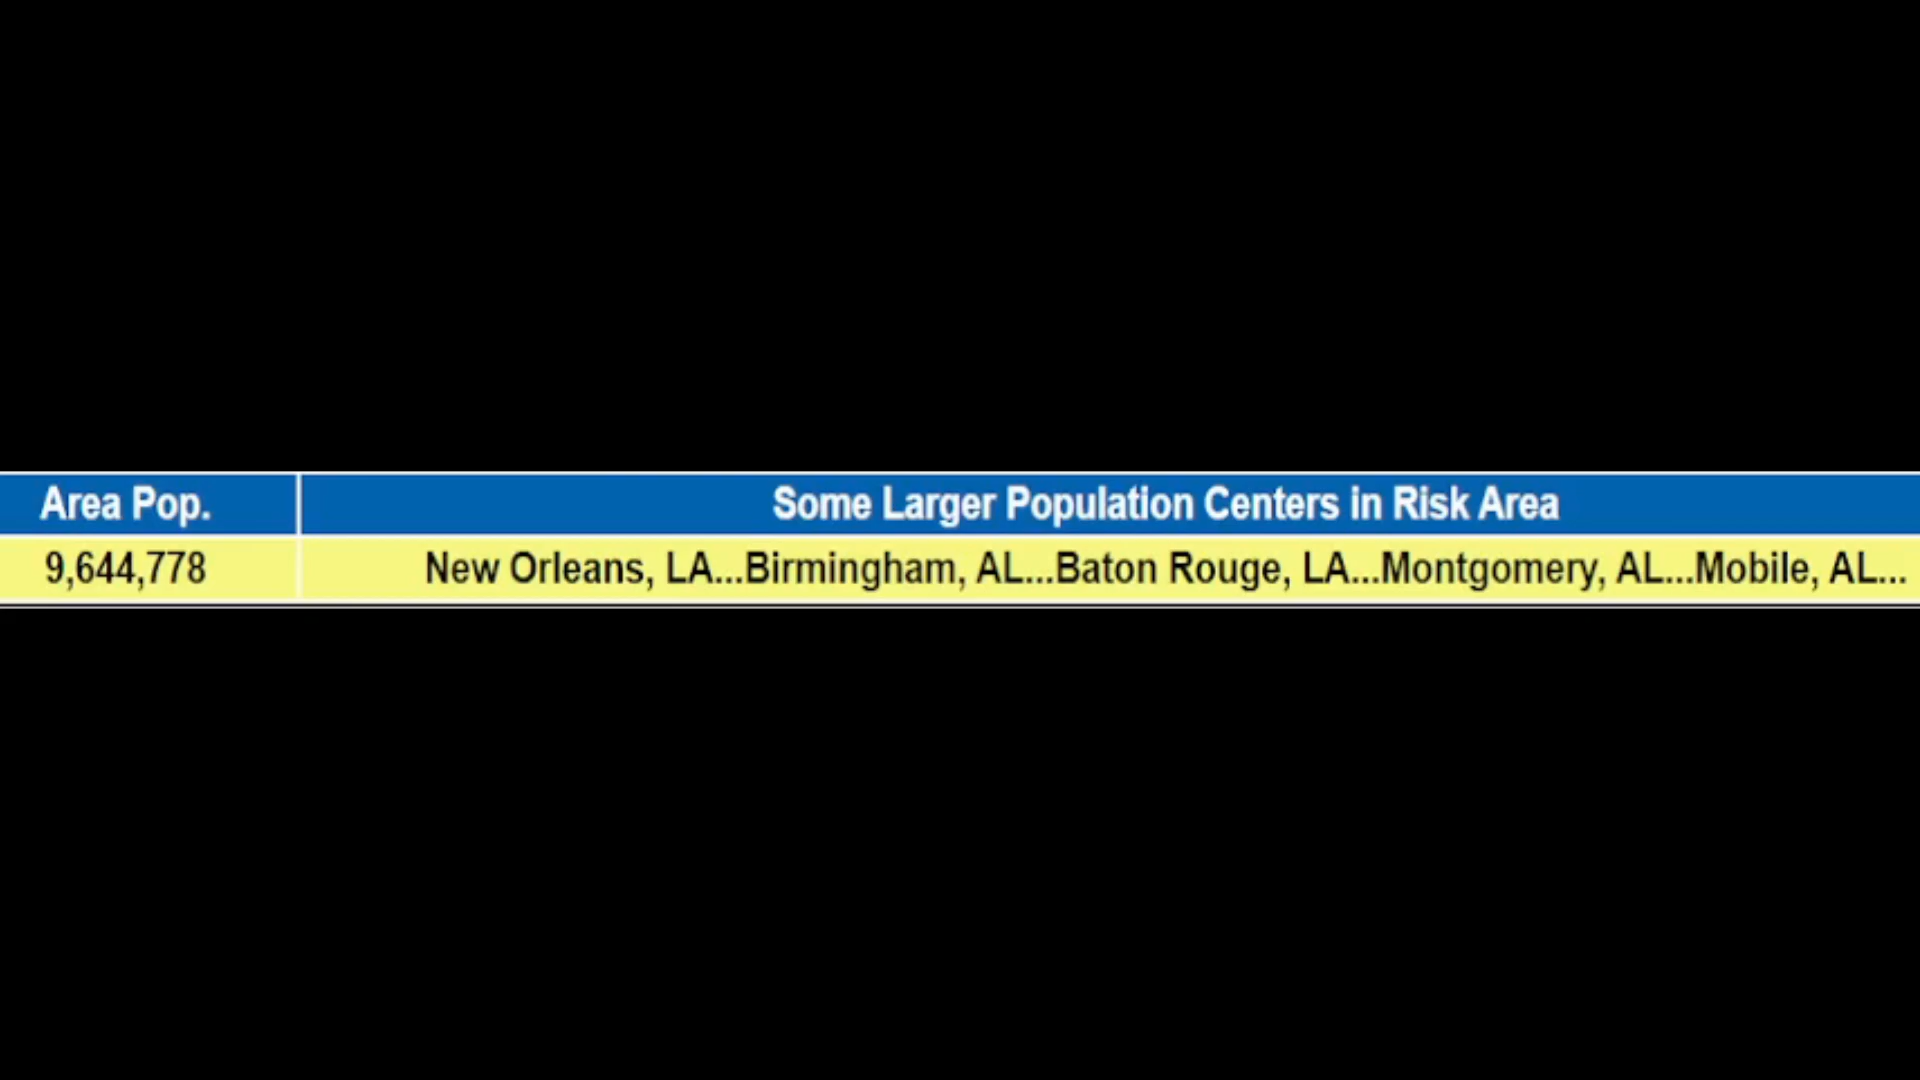 Area Pop. Some Larger Population Centers in Risk Area
9,644,778 New Orleans, LA...Birmingham, AL...Baton Rouge, LA...Montgomery, AL...Mobile, AL...